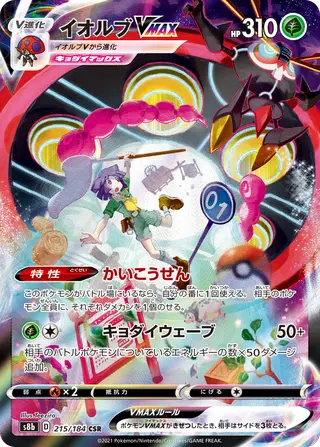 V進化
イオルブVMAX
HP 310
イオルブVから進化
キョダイマックス
01
特性
とくせい
かいこうせん
このポケモンがバトル場にいるなら、自分の番に1回使える。相手のポケ
モン全員に、それぞれダメカンを1個のせる。
キョダイウェーブ 50+
相手のバトルポケモンについているエネルギーの数×50ダメージ
追加。
弱点 ×2 抵抗力 にげる
VMAXルール
ポケモンVMAXがきぜつしたとき、相手はサイドを3枚とる。
Illus.
s8b D 215/184 CSR
©2021 Pokémon/Nintendo/Creatures/GAME FREAK.